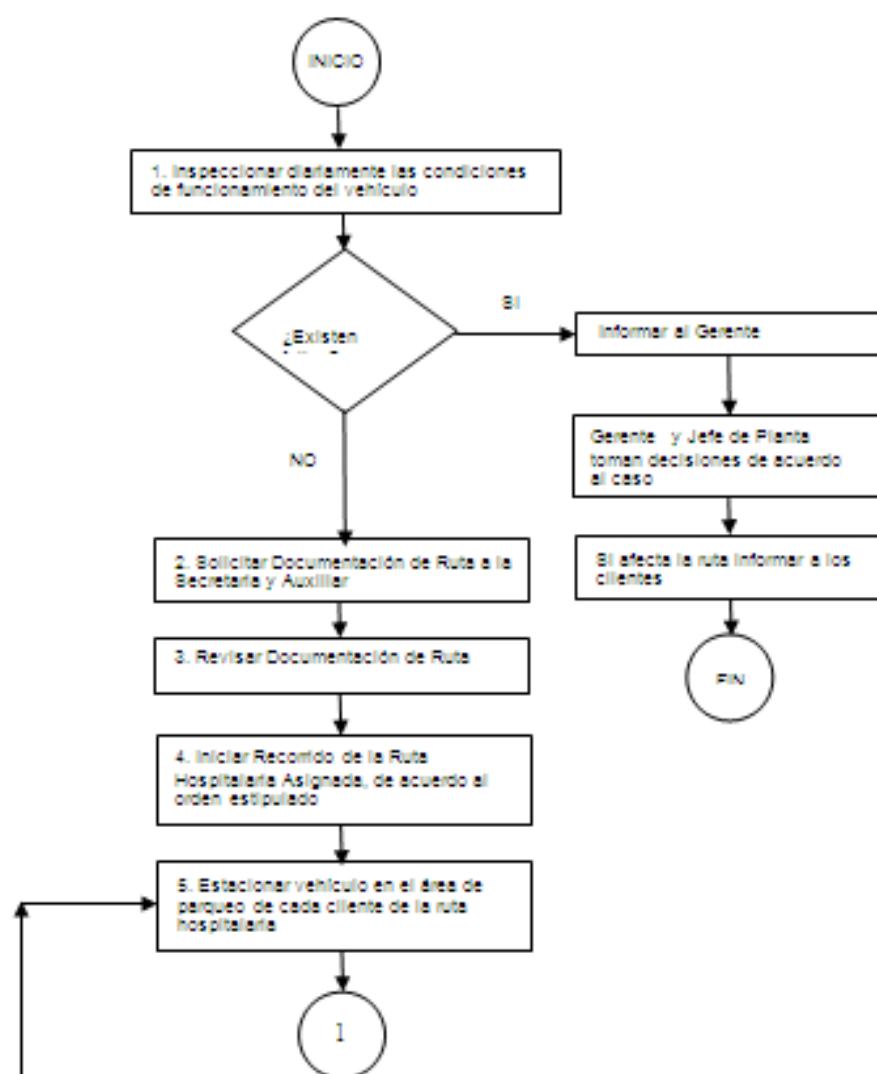 INICIO
1. Inspeccionar diariamente las condiciones
de funcionamiento del vehículo
¿Existen
SI
Informar al Gerente
NO
Gerente y Jefe de Planta
toman decisiones de acuerdo
al caso
2. Solicitar Documentación de Ruta a la
Secretaria y Auxiliar
Si afecta la ruta informar a los
clientes
3. Revisar Documentación de Ruta
FIN
4. Iniciar Recorrido de la Ruta
Hospitalaria Asignada, de acuerdo al
orden estipulado
5. Estacionar vehículo en el área de
parqueo de cada cliente de la ruta
hospitalaria
1